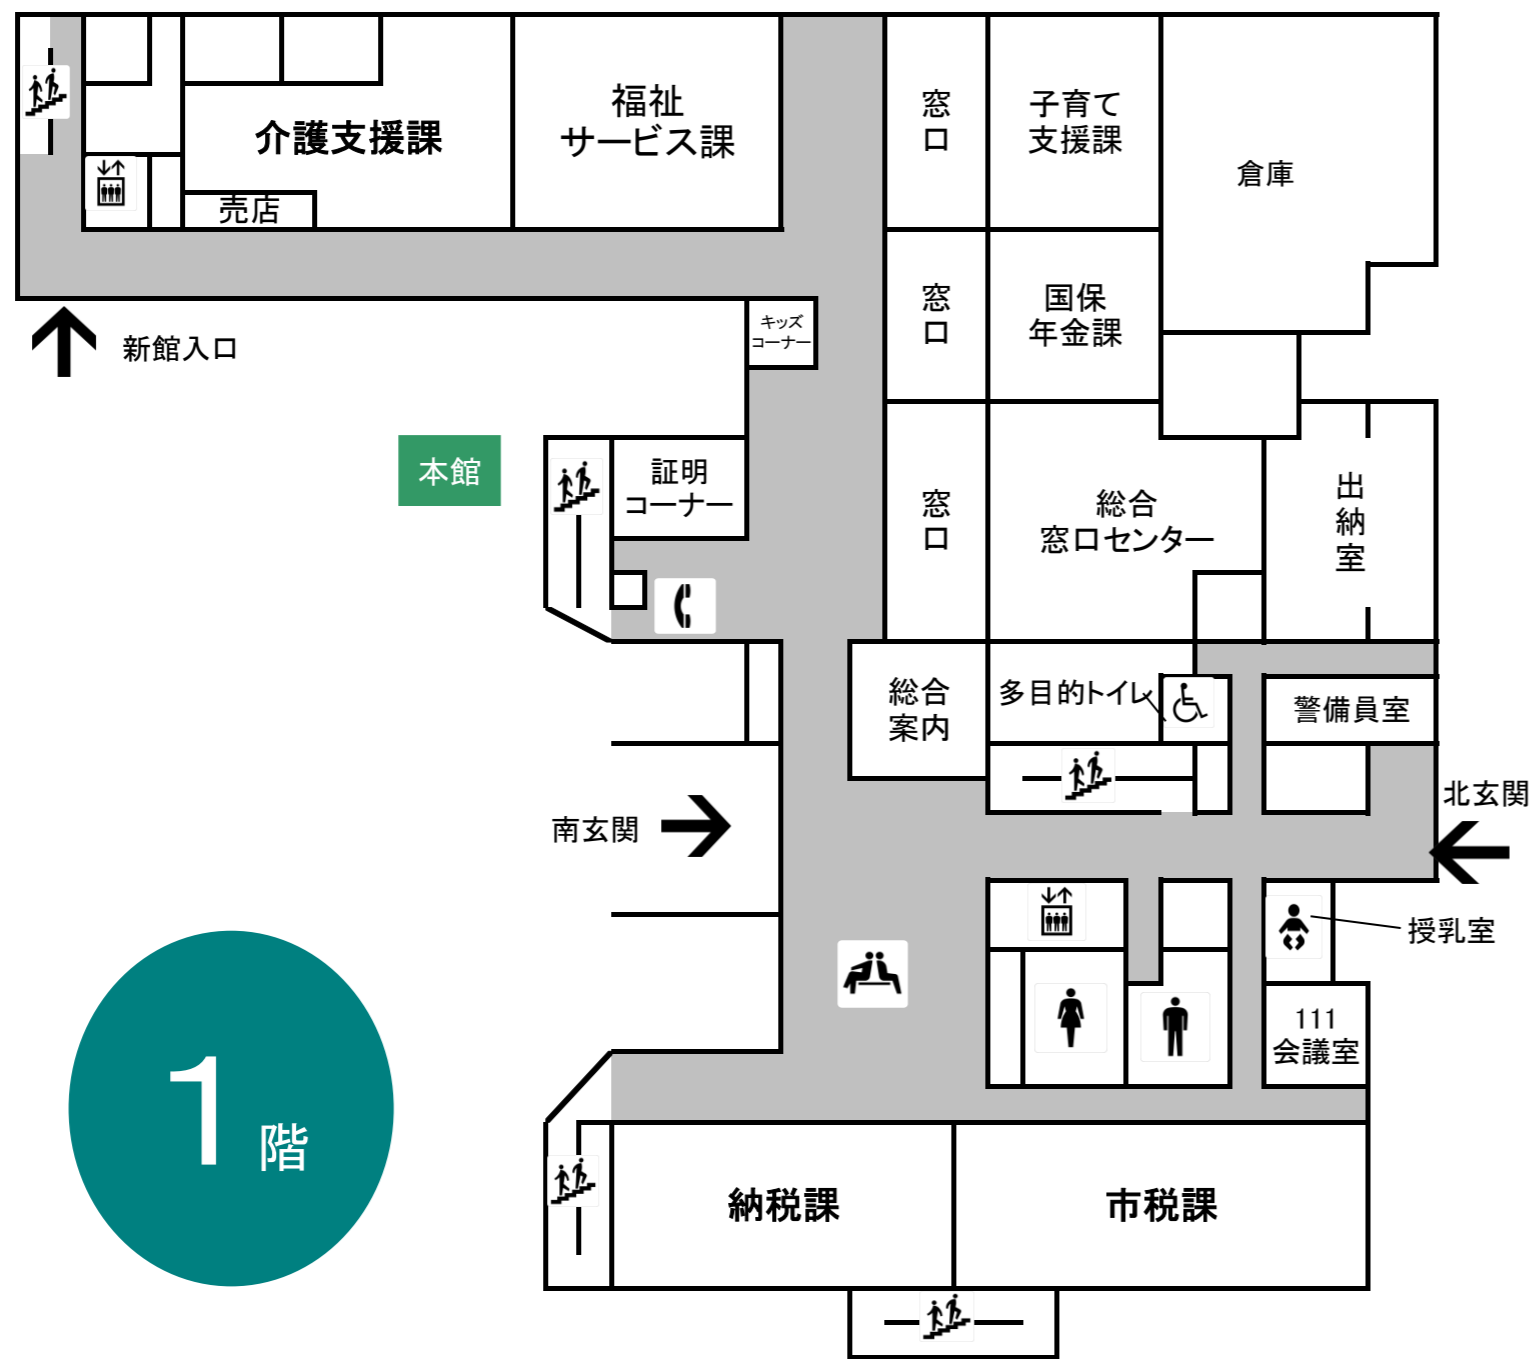 介護支援課
売店
福祉
サービス課
窓
口
子育て
支援課
倉庫
窓
口
国保
年金課
新館入口
キッズ
コーナー
本館
証明
コーナー
窓
口
総合
窓口センター
出
納
室
総合
案内
多目的トイレ
警備員室
南玄関
北玄関
授乳室
111
会議室
1階
納税課
市税課